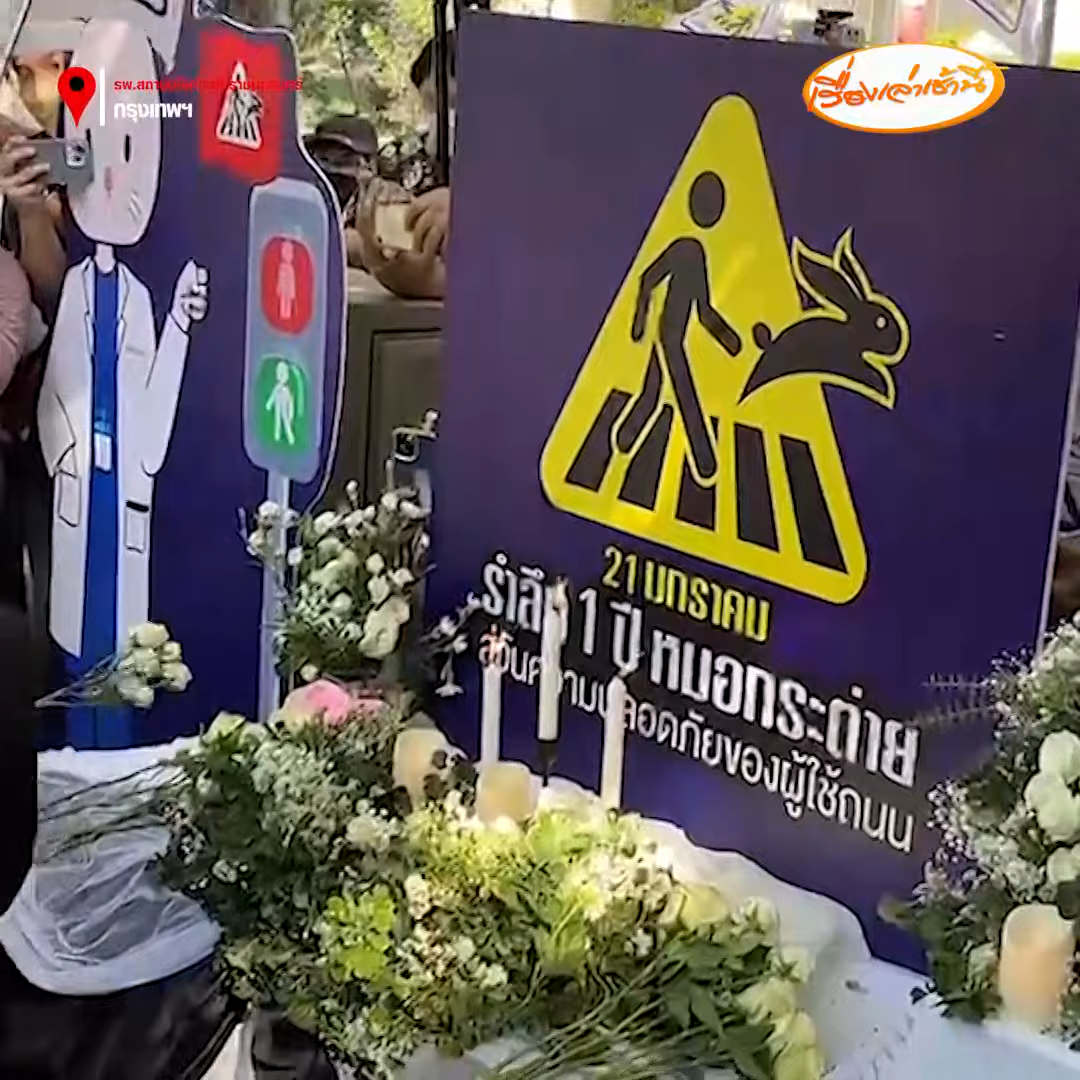 กรุงเทพฯ
เรื่องเล่าเช้านี้
21 มกราคม
รำลึก 1 ปี หมอกระต่าย
สู่วันความปลอดภัยของผู้ใช้ถนน